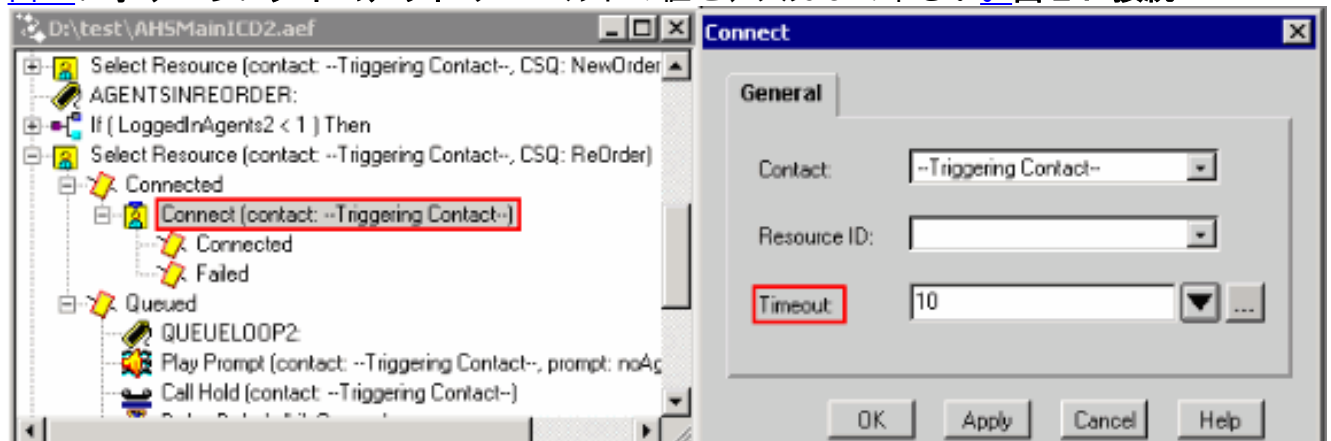 D:\test\AHSMainICD2.aef
Select Resource (contact: --Triggering Contact--, CSQ: NewOrder
AGENTSINREORDER:
If ( LoggedInAgents2 < 1 ) Then
Select Resource (contact: --Triggering Contact--, CSQ: ReOrder)
Connected
Connect (contact: --Triggering Contact--)
Connected
Failed
Queued
QUEUELOOP2:
Play Prompt (contact: --Triggering Contact--, prompt: noAg
Call Hold (contact: --Triggering Contact--)
Connect
General
Contact: --Triggering Contact--
Resource ID:
Timeout: 10
...
OK Apply Cancel Help